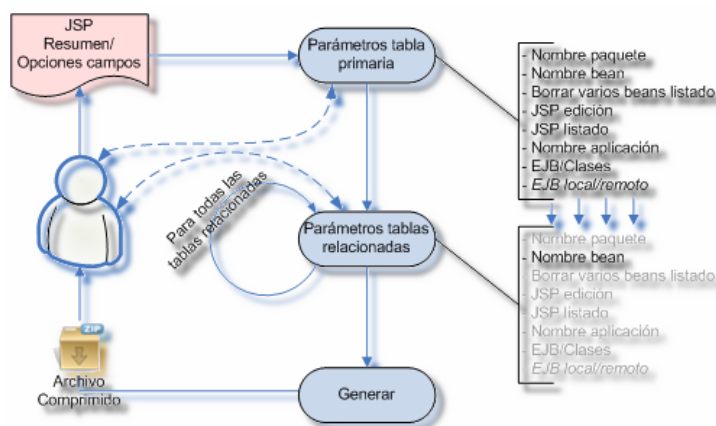 JSP
Resumen/
Opciones campos
Parámetros tabla
primaria
- Nombre paquete
- Nombre bean
- Borrar varios beans listado
- JSP edición
- JSP listado
- Nombre aplicación
- EJB/Clases
- EJB local/remoto
Para todas las
tablas relacionadas
Parámetros tablas
relacionadas
- Nombre paquete
- Nombre bean
- Borrar varios beans listado
- JSP edición
- JSP listado
- Nombre aplicación
- EJB/Clases
- EJB local/remoto
ZIP
Archivo
Comprimido
Generar